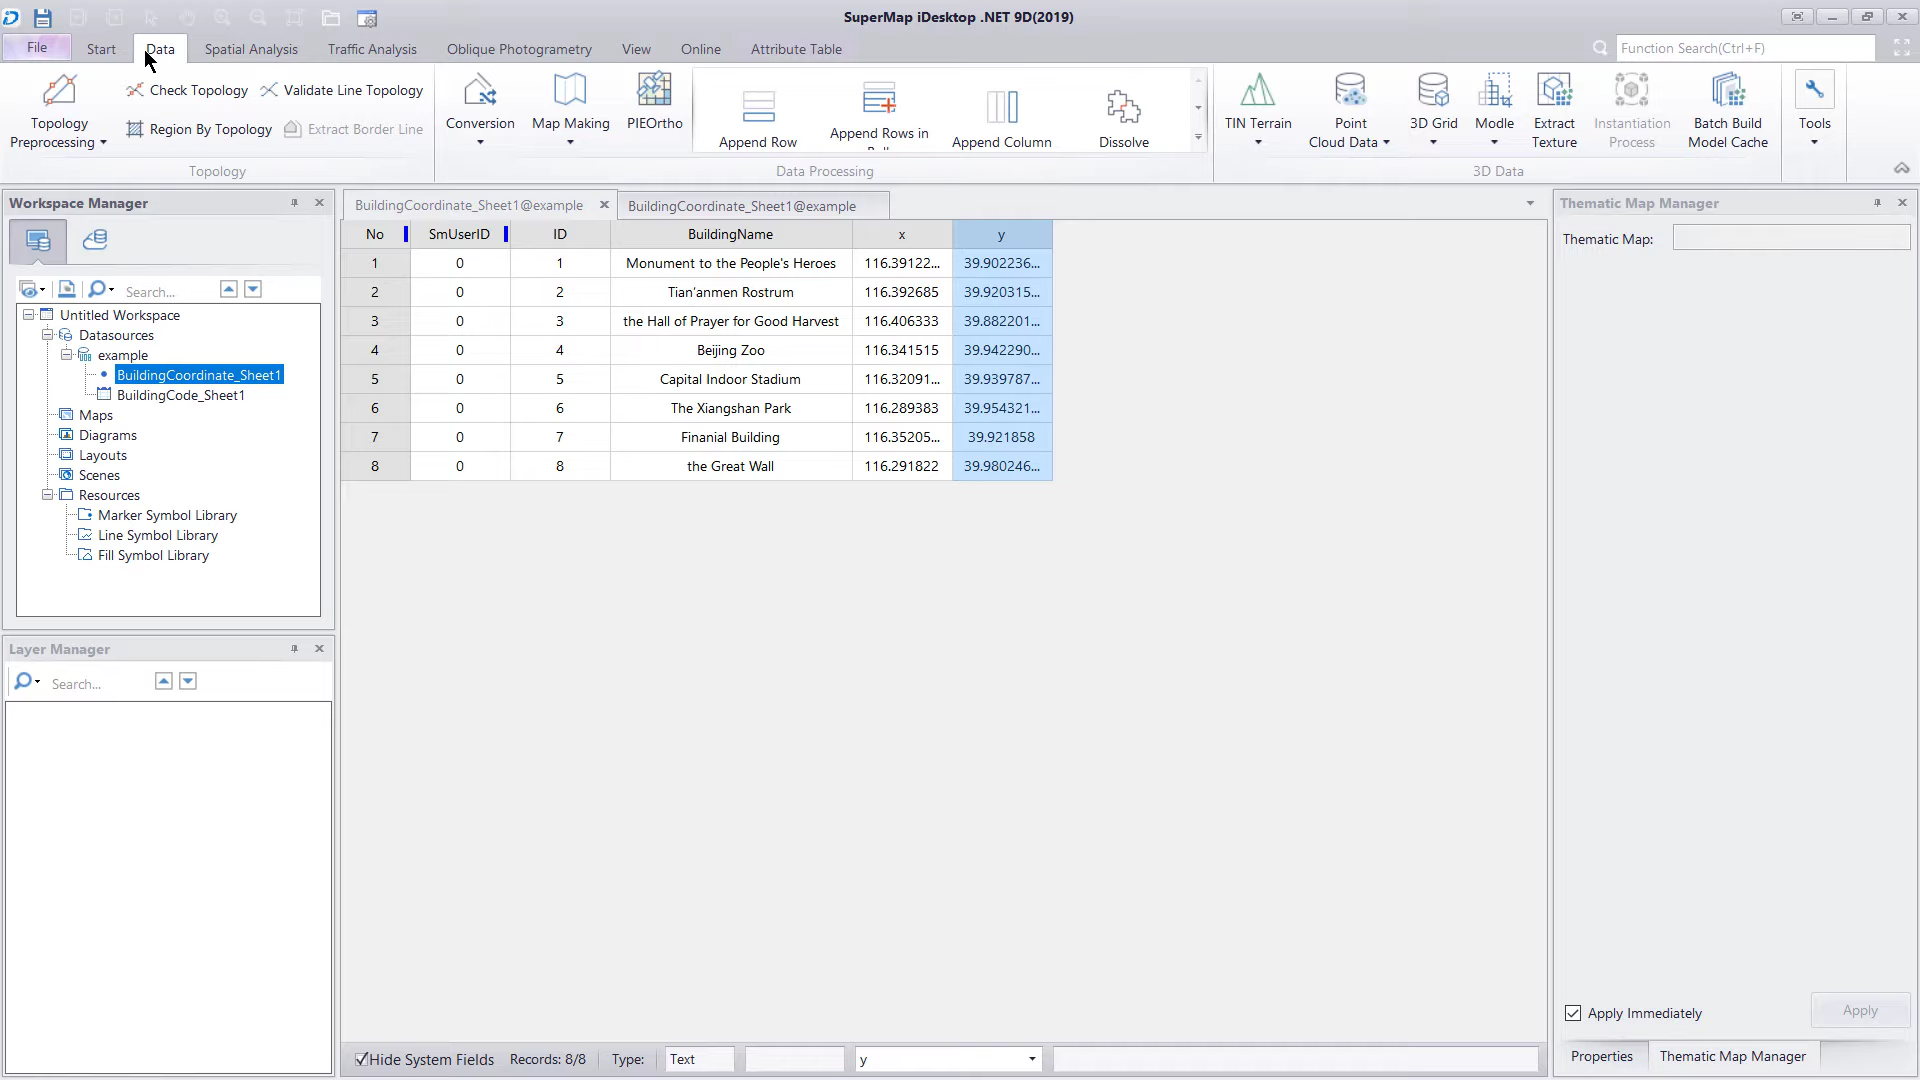 SuperMap iDesktop .NET 9D(2019)
File Start Data Spatial Analysis Traffic Analysis Oblique Photogrametry View Online Attribute Table Function Search(Ctrl+F)
Topology Preprocessing
Check Topology
Validate Line Topology
Region By Topology
Extract Border Line
Topology
Conversion
Map Making
PIEOrtho
Append Row
Append Rows in
Append Column
Dissolve
Data Processing
TIN Terrain
Point Cloud Data
3D Grid
Modle
Extract Texture
Instantiation Process
Batch Build Model Cache
3D Data
Tools
Workspace Manager
Search...
Untitled Workspace
Datasources
example
BuildingCoordinate_Sheet1
BuildingCode_Sheet1
Maps
Diagrams
Layouts
Scenes
Resources
Marker Symbol Library
Line Symbol Library
Fill Symbol Library
Layer Manager
Search...
BuildingCoordinate_Sheet1@example BuildingCoordinate_Sheet1@example
No SmUserID ID BuildingName x y
1 0 1 Monument to the People's Heroes 116.39122... 39.902236...
2 0 2 Tian'anmen Rostrum 116.392685 39.920315...
3 0 3 the Hall of Prayer for Good Harvest 116.406333 39.882201...
4 0 4 Beijing Zoo 116.341515 39.942290...
5 0 5 Capital Indoor Stadium 116.32091... 39.939787...
6 0 6 The Xiangshan Park 116.289383 39.954321...
7 0 7 Finanial Building 116.35205... 39.921858
8 0 8 the Great Wall 116.291822 39.980246...
Hide System Fields Records: 8/8 Type: Text y
Thematic Map Manager
Thematic Map:
Apply Immediately Apply
Properties Thematic Map Manager